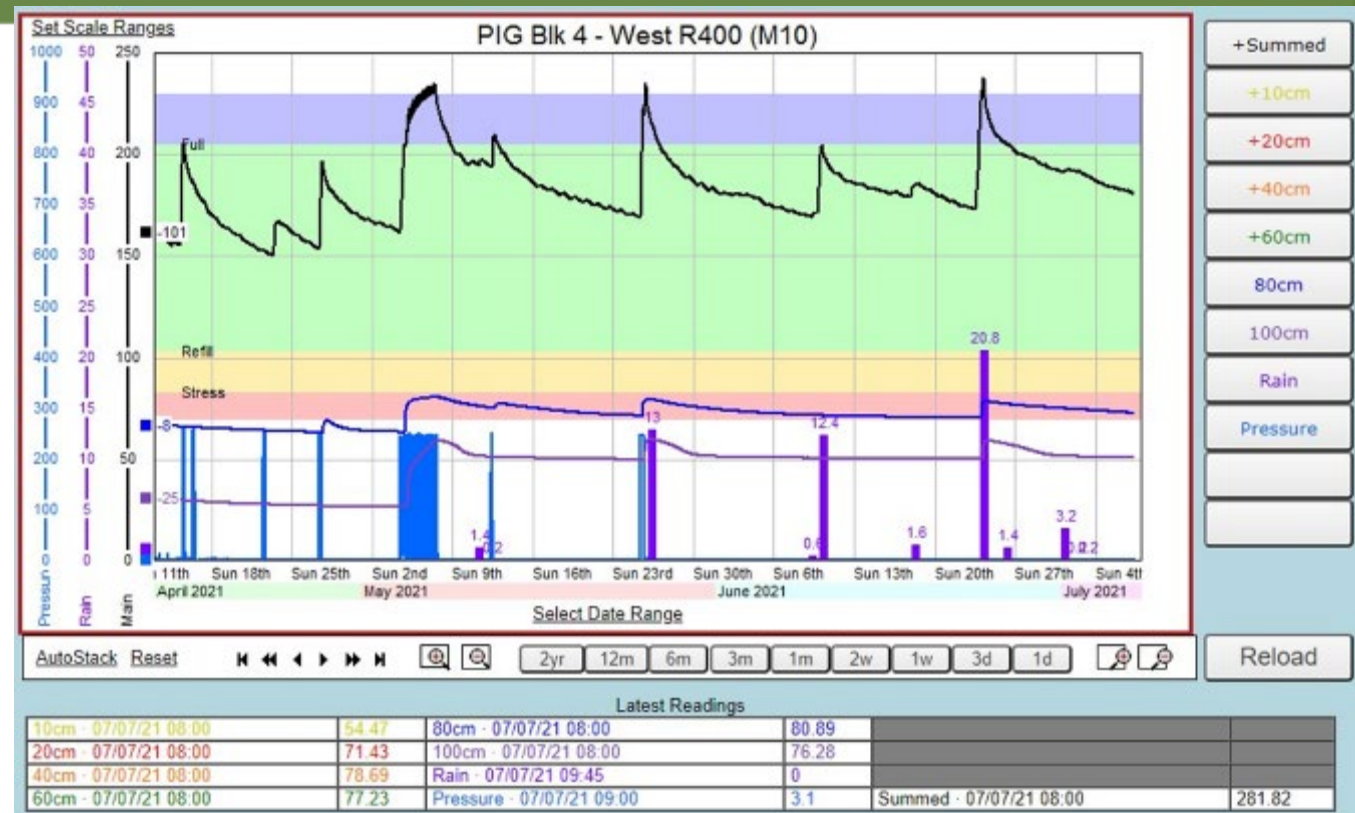 Set Scale Ranges
PIG Blk 4 - West R400 (M10)
1000 50 250
900 45
800 40 200
700 35
600 30 150
500 25
400 20 100
300 15
200 10 50
100 5
0 0 0
Pressure Rain Main
Full
Refill
Stress
-101
-8
-25
1.4
0.2
13
0.6
12.4
1.6
20.8
1.4
3.2
11th Sun 18th Sun 25th Sun 2nd Sun 9th Sun 16th Sun 23rd Sun 30th Sun 6th Sun 13th Sun 20th Sun 27th Sun 4th
April 2021 May 2021 June 2021 July 2021
Select Date Range
+Summed
+10cm
+20cm
+40cm
+60cm
80cm
100cm
Rain
Pressure
AutoStack Reset 2yr 12m 6m 3m 1m 2w 1w 3d 1d Reload
Latest Readings
10cm · 07/07/21 08:00 54.47 80cm · 07/07/21 08:00 80.89
20cm · 07/07/21 08:00 71.43 100cm · 07/07/21 08:00 76.28
40cm · 07/07/21 08:00 78.69 Rain · 07/07/21 09:45 0
60cm · 07/07/21 08:00 77.23 Pressure · 07/07/21 09:00 3.1 Summed · 07/07/21 08:00 281.82